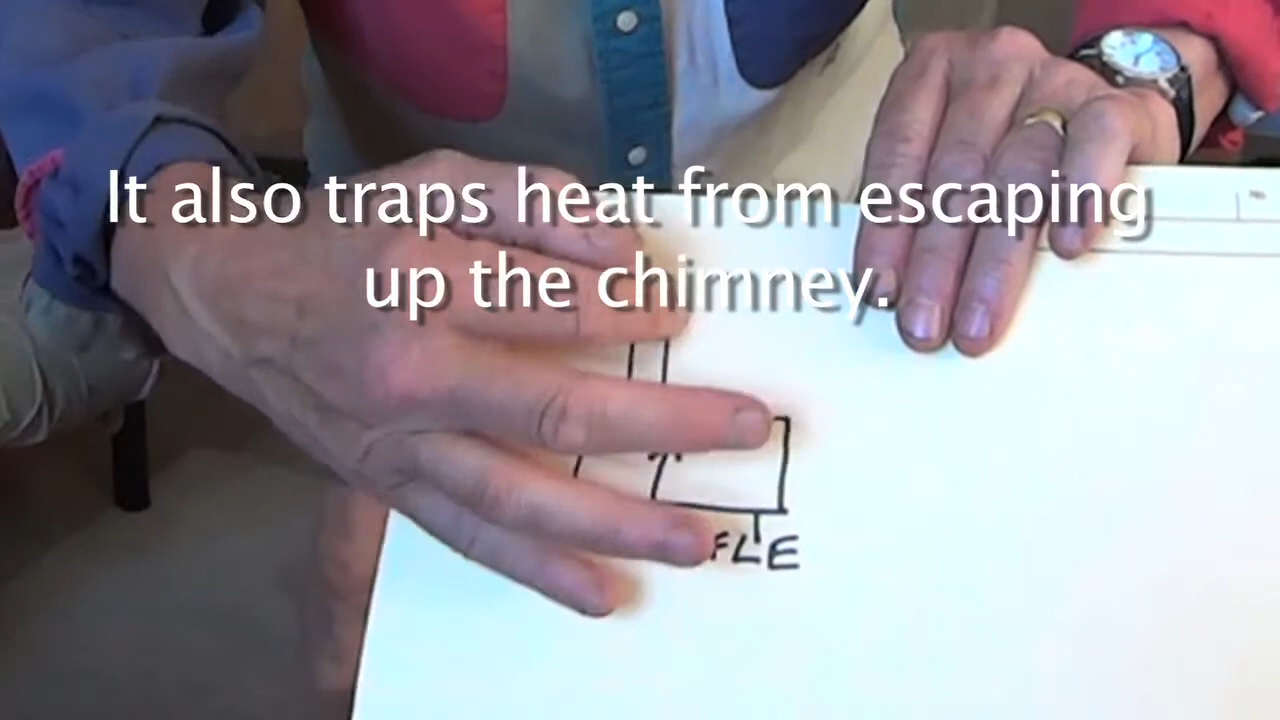 It also traps heat from escaping
up the chimney.
FLE